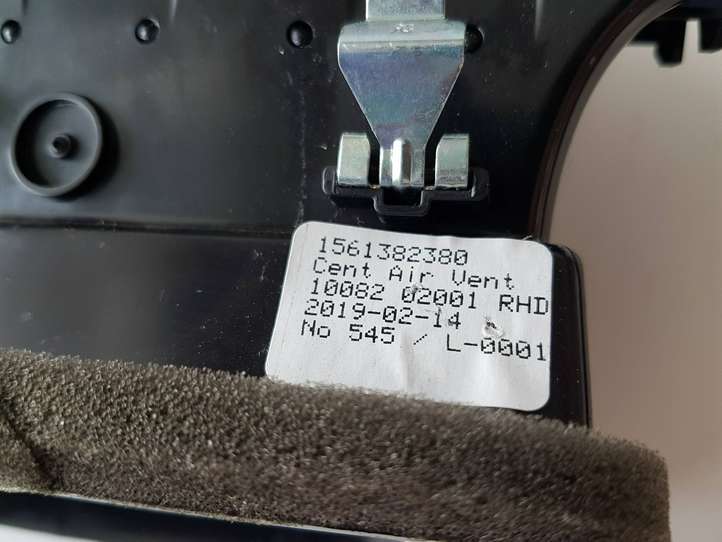 1561382380
Cent Air Vent
10082 02001 RHD
2019-02-14
No 545 / L-0001